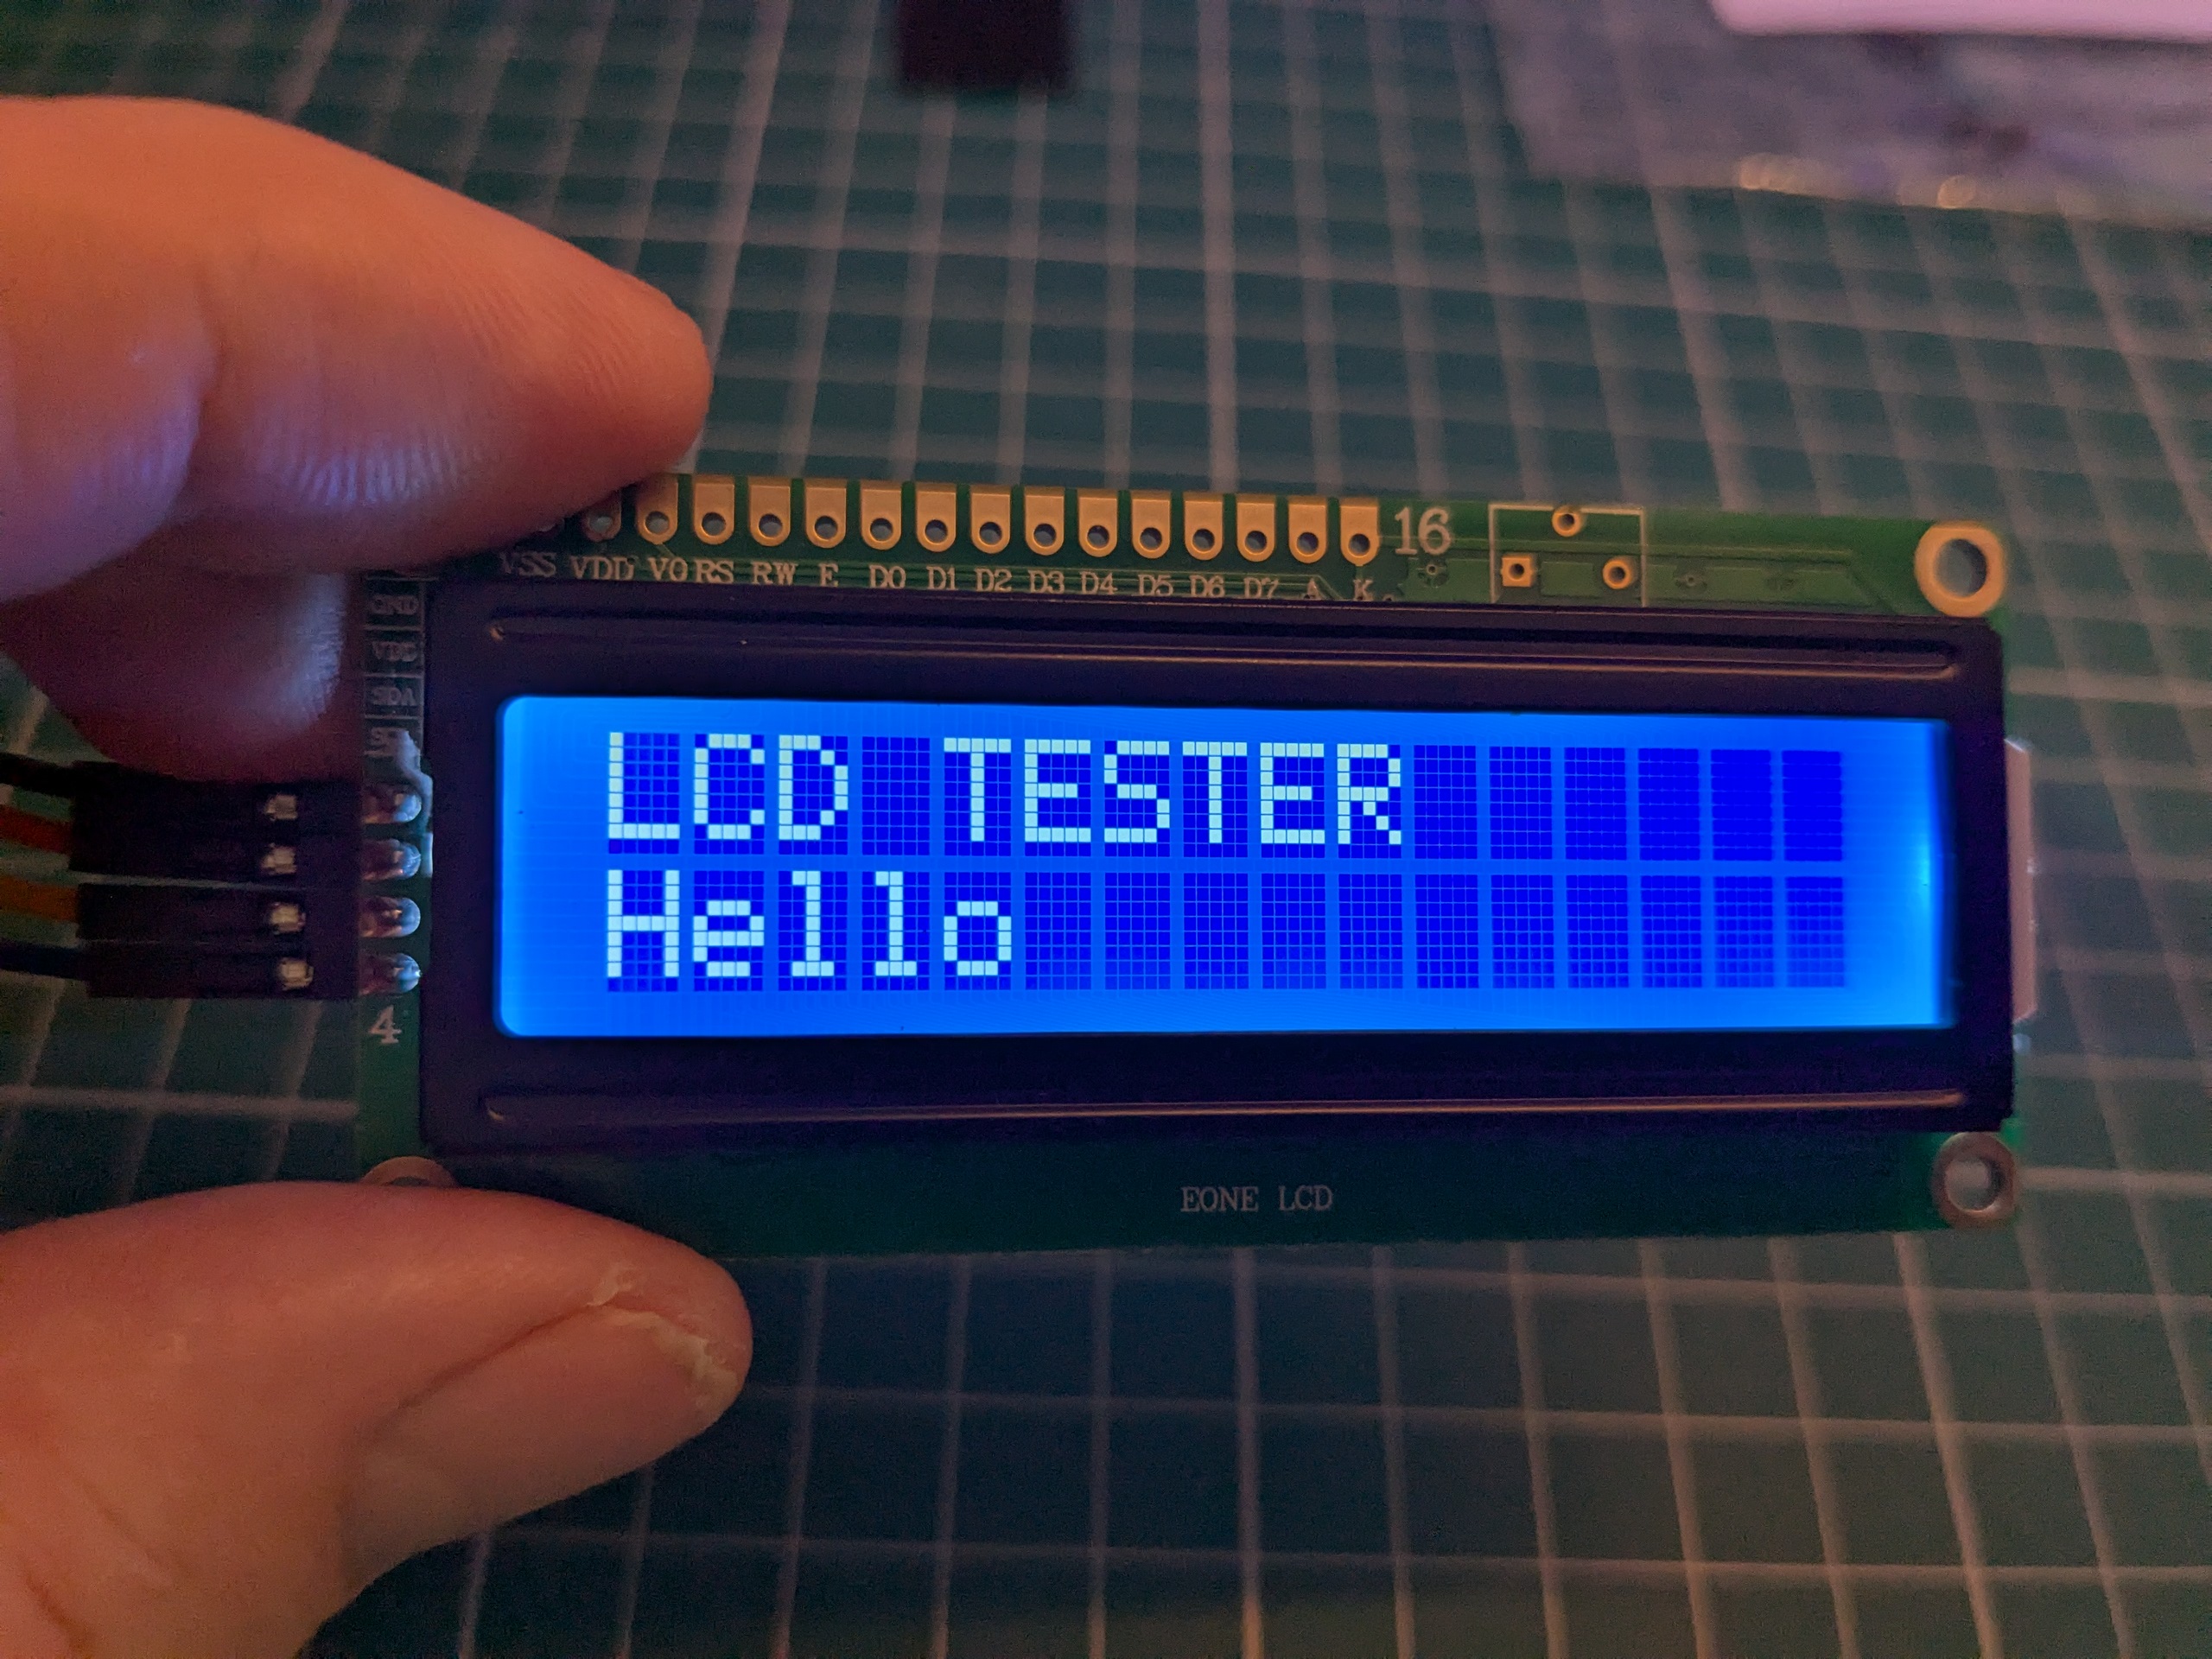 16
VSS VDD VO RS RW E D0 D1 D2 D3 D4 D5 D6 D7 A K
GND
VDD
SDA
LCD TESTER
Hello
4
EONE LCD